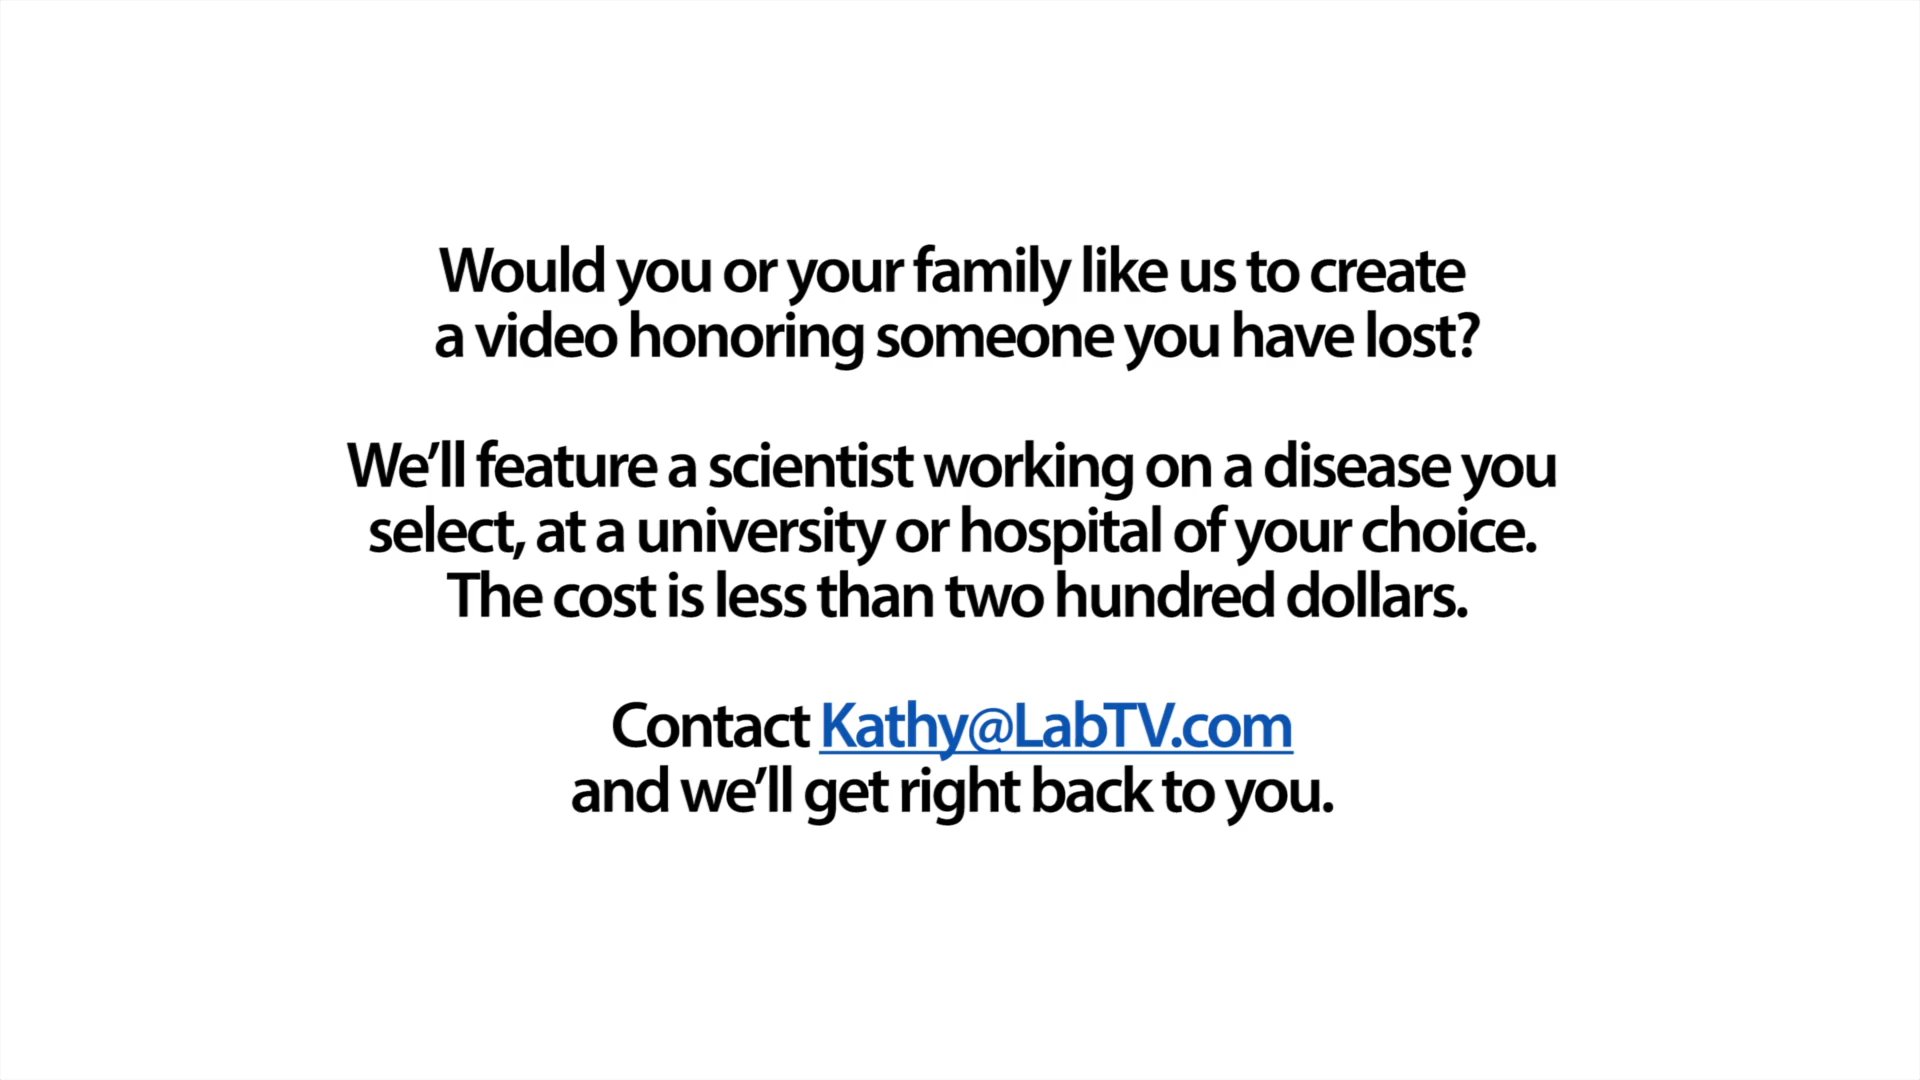 Would you or your family like us to create
a video honoring someone you have lost?
We’ll feature a scientist working on a disease you
select, at a university or hospital of your choice.
The cost is less than two hundred dollars.
Contact Kathy@LabTV.com
and we’ll get right back to you.